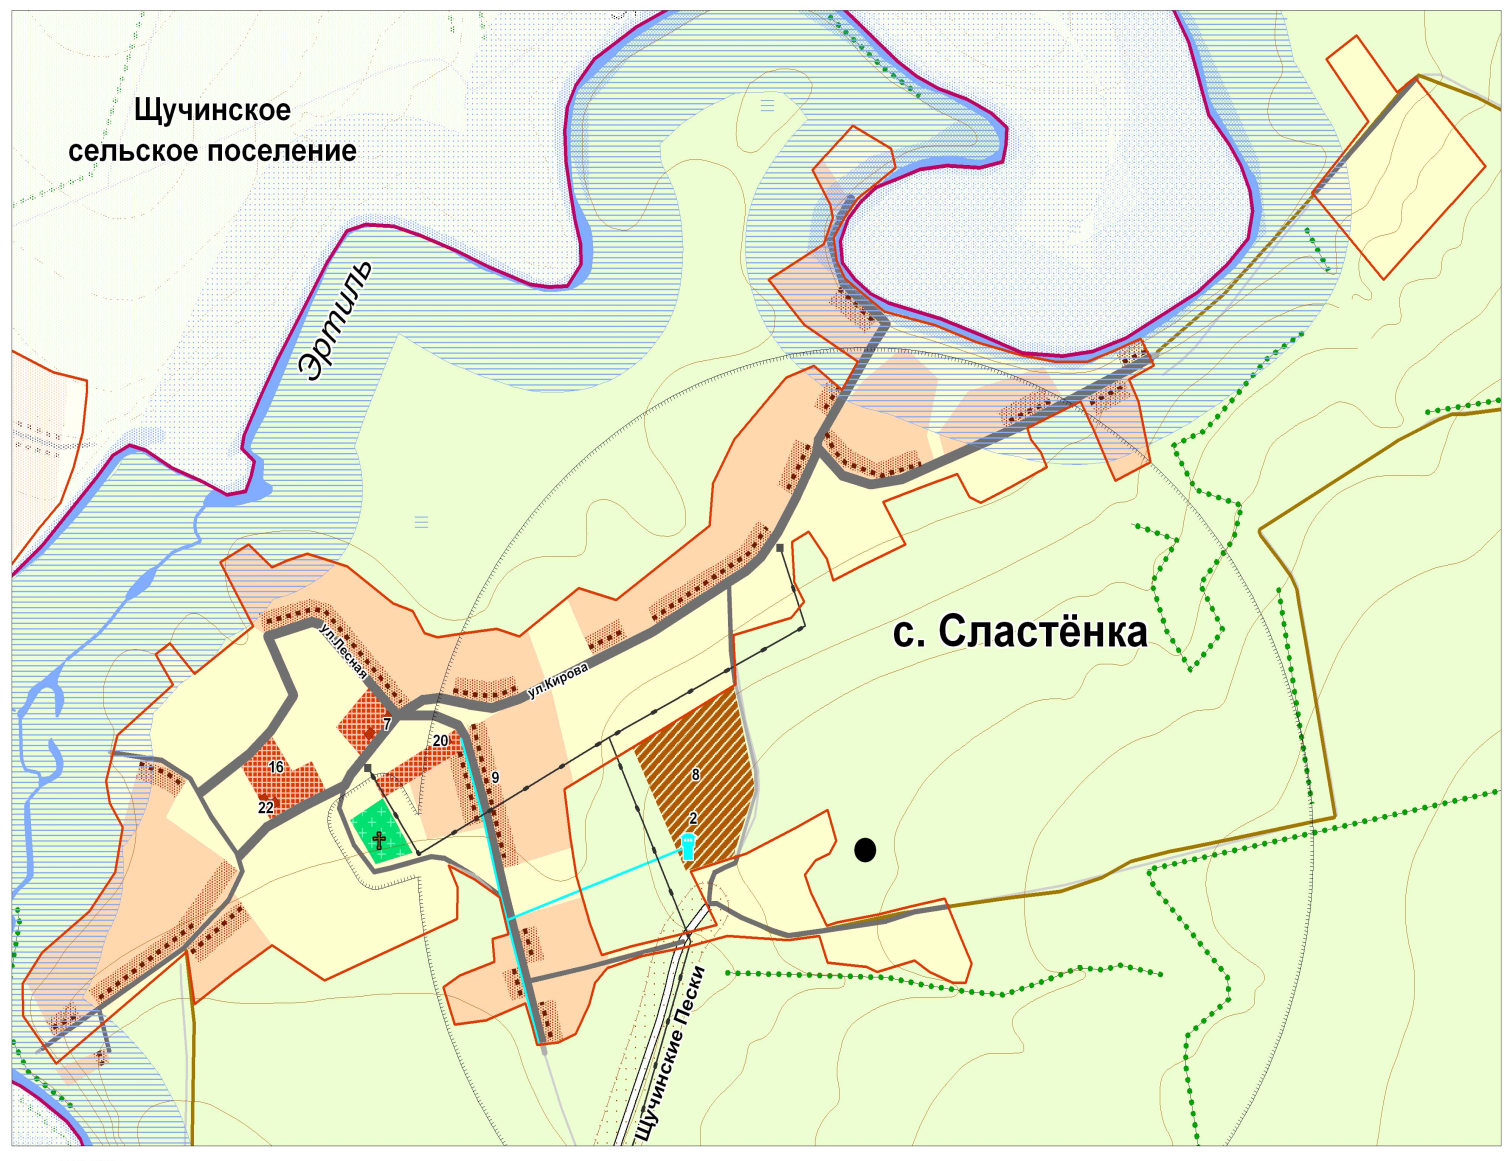 Щучинское
сельское поселение
Эртиль
с. Сластёнка
ул.Лесная
ул.Кирова
7
20
16
9
8
22
2
Щучинские Пески